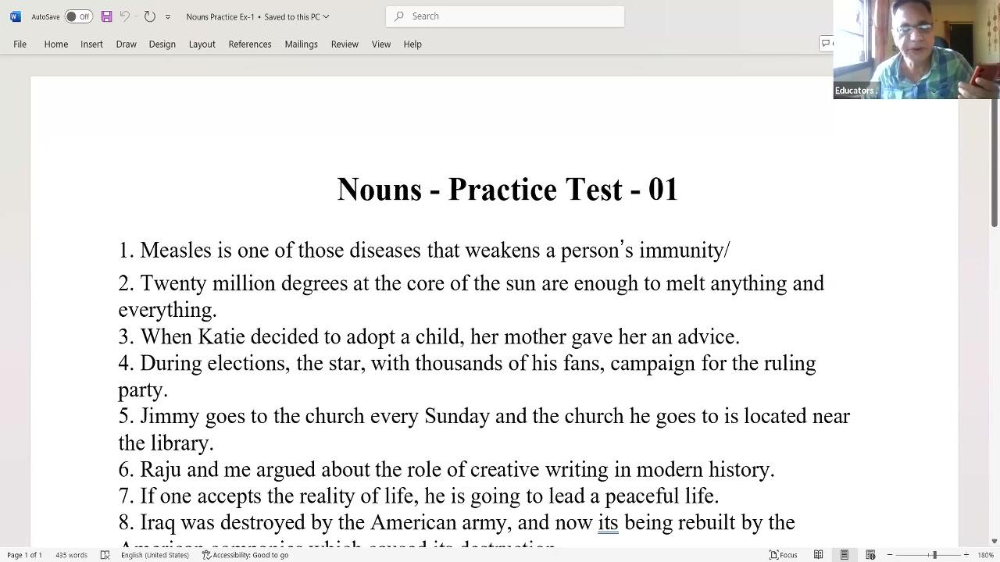 AutoSave Off Nouns Practice Ex-1 • Saved to this PC Search
File Home Insert Draw Design Layout References Mailings Review View Help
Educators .
Nouns - Practice Test - 01
1. Measles is one of those diseases that weakens a person’s immunity/
2. Twenty million degrees at the core of the sun are enough to melt anything and
everything.
3. When Katie decided to adopt a child, her mother gave her an advice.
4. During elections, the star, with thousands of his fans, campaign for the ruling
party.
5. Jimmy goes to the church every Sunday and the church he goes to is located near
the library.
6. Raju and me argued about the role of creative writing in modern history.
7. If one accepts the reality of life, he is going to lead a peaceful life.
8. Iraq was destroyed by the American army, and now its being rebuilt by the
American companies which caused its destruction
Page 1 of 1 435 words English (United States) Accessibility: Good to go Focus 180%